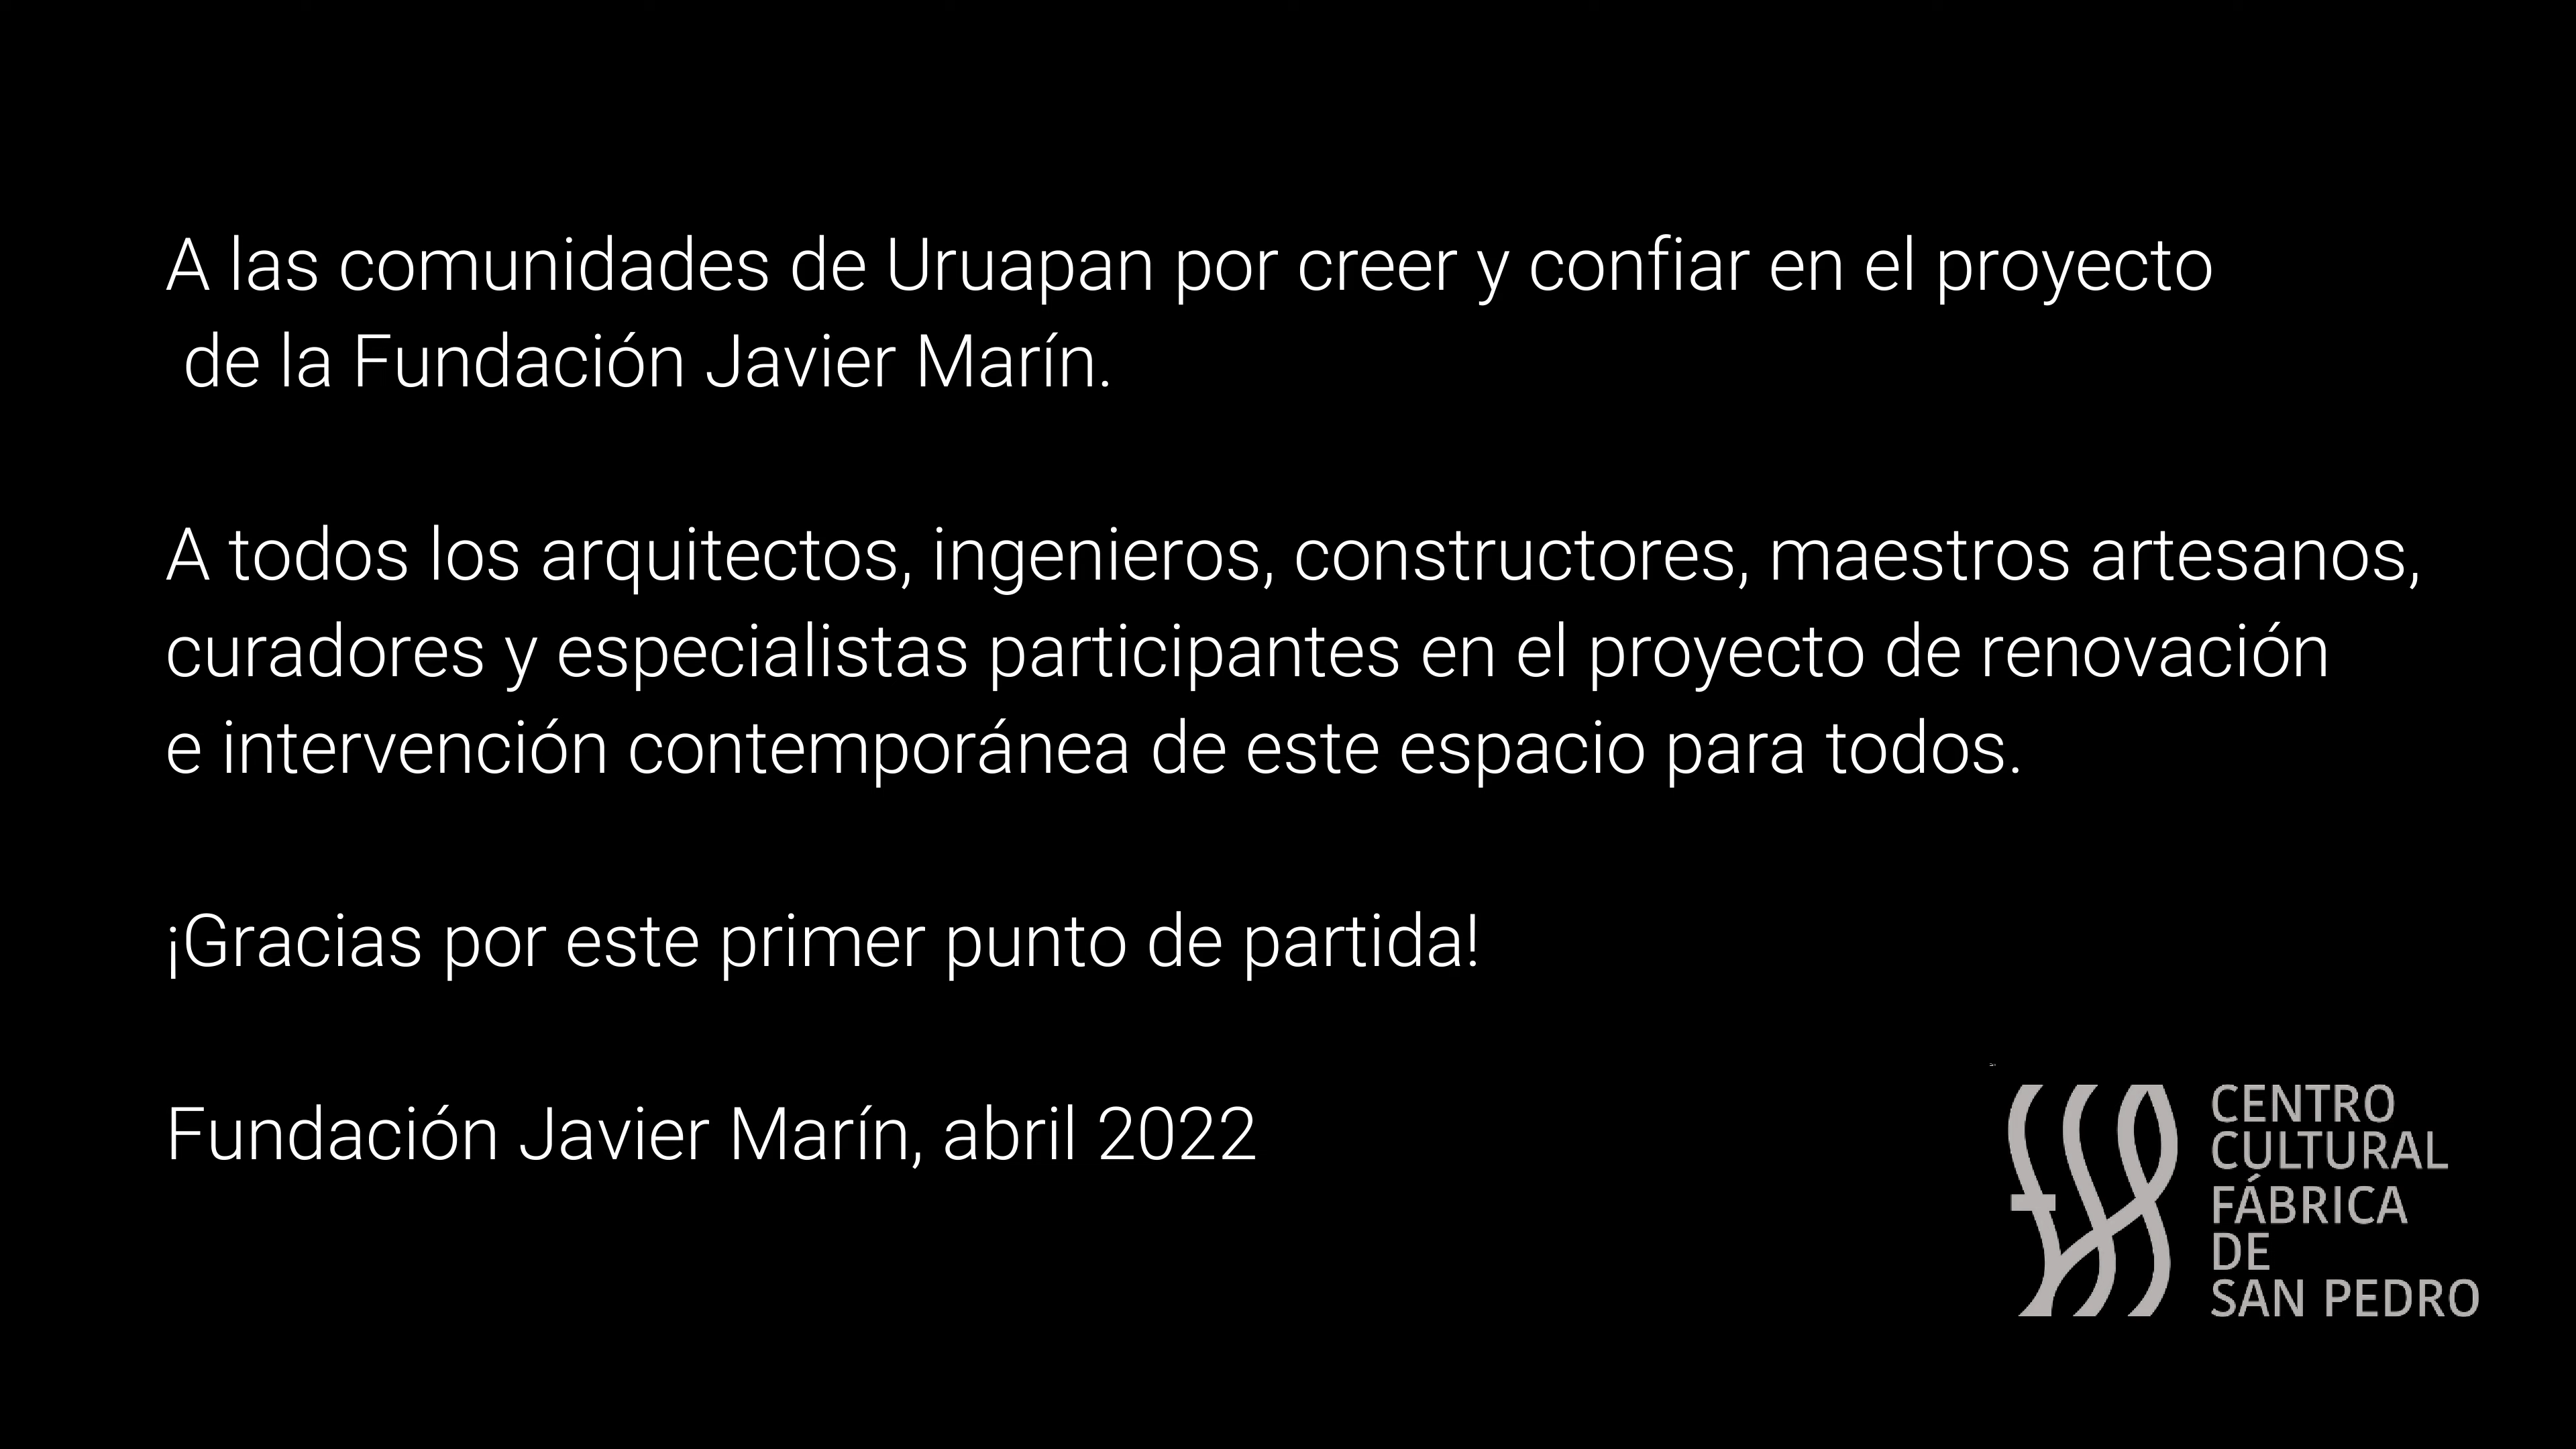 A las comunidades de Uruapan por creer y confiar en el proyecto
de la Fundación Javier Marín.
A todos los arquitectos, ingenieros, constructores, maestros artesanos,
curadores y especialistas participantes en el proyecto de renovación
e intervención contemporánea de este espacio para todos.
¡Gracias por este primer punto de partida!
Fundación Javier Marín, abril 2022
CENTRO
CULTURAL
FÁBRICA
DE
SAN PEDRO